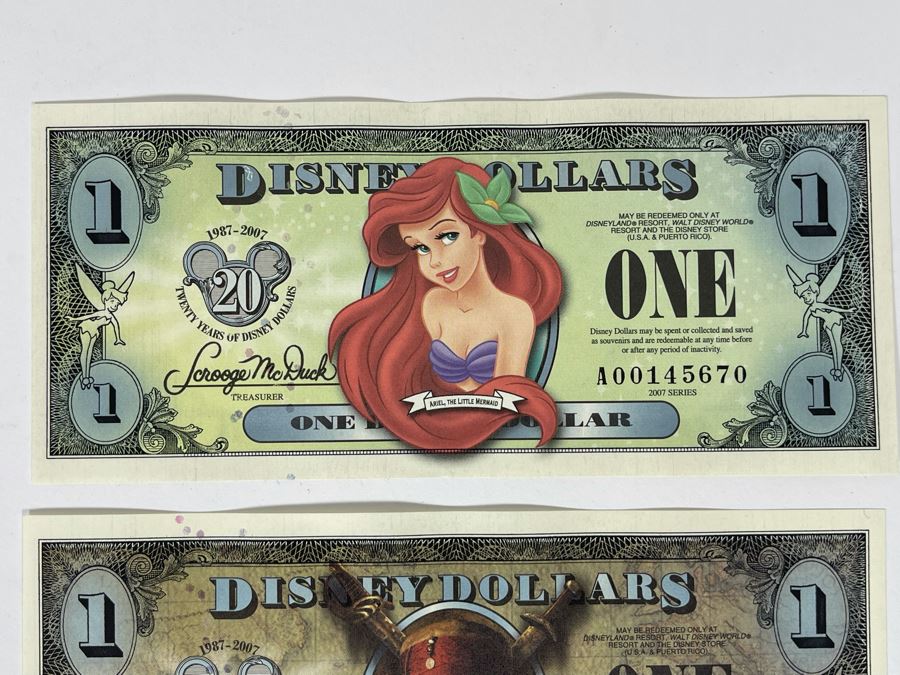 DISNEY DOLLARS
1
1
1987-2007
20
TWENTY YEARS OF DISNEY DOLLARS
MAY BE REDEEMED ONLY AT
DISNEYLAND® RESORT, WALT DISNEY WORLD®
RESORT AND THE DISNEY STORE
(U.S.A. & PUERTO RICO).
ONE
Disney Dollars may be spent or collected and saved
as souvenirs and are redeemable at any time before
or after any period of inactivity.
Scrooge McDuck
TREASURER
A00145670
2007 SERIES
1
1
ARIEL, THE LITTLE MERMAID
ONE D DOLLAR
DISNEY DOLLARS
1
1
1987-2007
MAY BE REDEEMED ONLY AT
DISNEYLAND® RESORT, WALT DISNEY WORLD®
RESORT AND THE DISNEY STORE
(U.S.A. & PUERTO RICO).
ONE